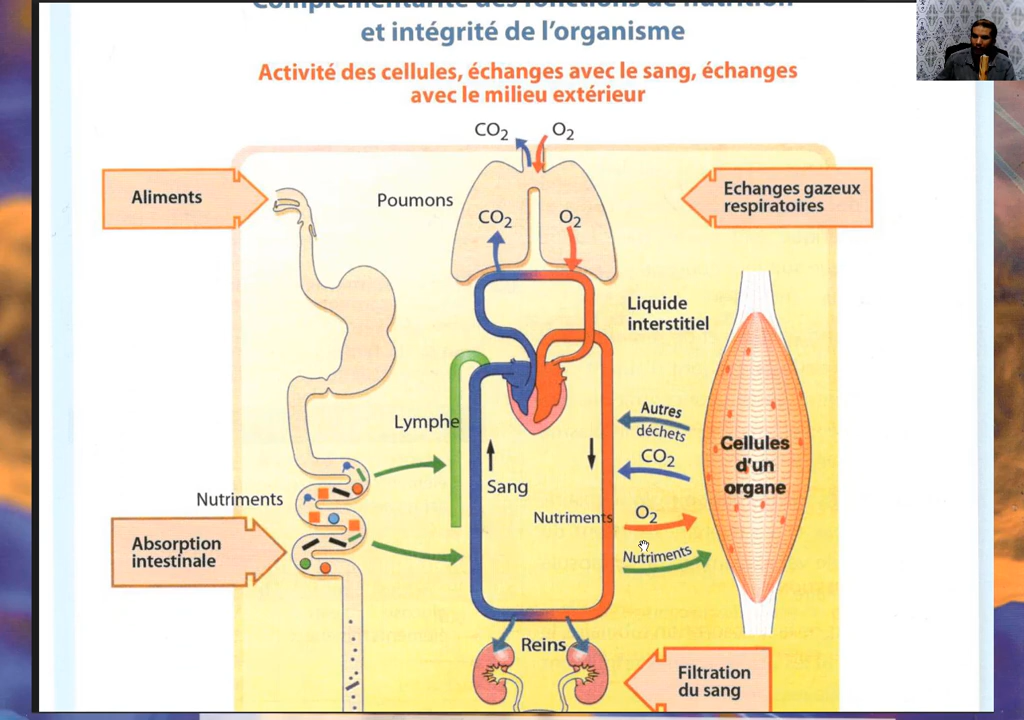 Complémentarité des fonctions de nutrition
et intégrité de l'organisme
Activité des cellules, échanges avec le sang, échanges
avec le milieu extérieur
CO2
O2
Aliments
Poumons
Echanges gazeux
respiratoires
CO2
O2
Liquide
interstitiel
Lymphe
Autres
déchets
CO2
Cellules
d'un
organe
Sang
Nutriments
Nutriments
O2
Nutriments
Absorption
intestinale
Reins
Filtration
du sang